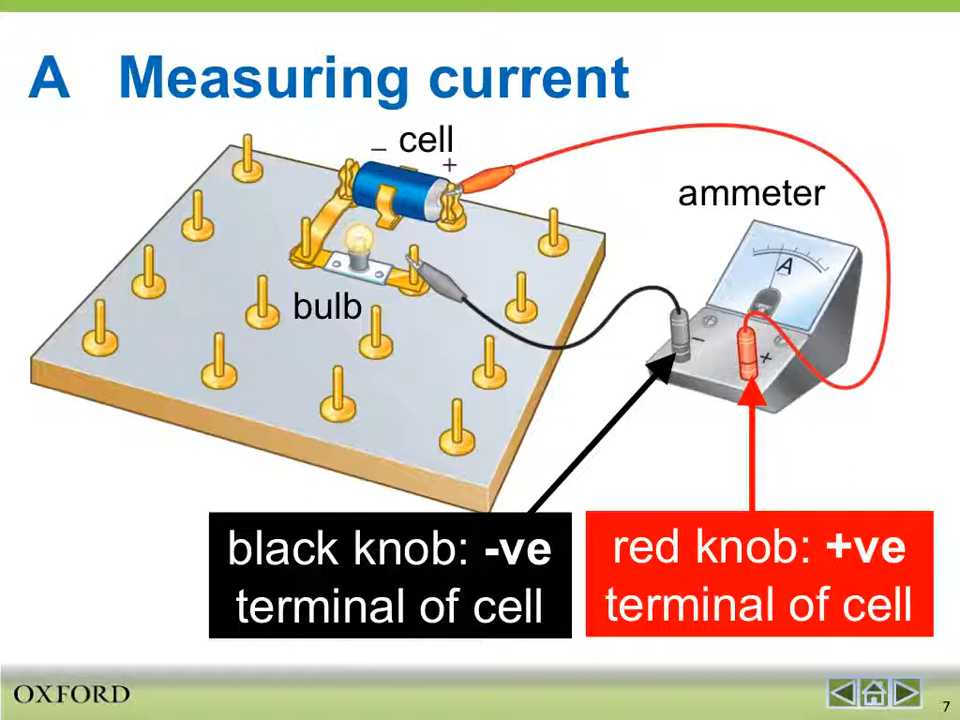 A Measuring current
– cell
+
ammeter
A
bulb
– +
black knob: -ve
terminal of cell
red knob: +ve
terminal of cell
OXFORD
7